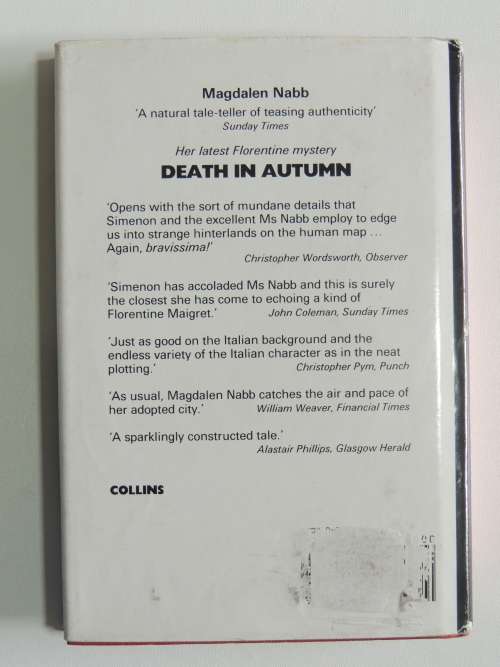 Magdalen Nabb
‘A natural tale-teller of teasing authenticity’
Sunday Times
Her latest Florentine mystery
DEATH IN AUTUMN
‘Opens with the sort of mundane details that
Simenon and the excellent Ms Nabb employ to edge
us into strange hinterlands on the human map ...
Again, bravissima!’
Christopher Wordsworth, Observer
‘Simenon has accoladed Ms Nabb and this is surely
the closest she has come to echoing a kind of
Florentine Maigret.’ John Coleman, Sunday Times
‘Just as good on the Italian background and the
endless variety of the Italian character as in the neat
plotting.’ Christopher Pym, Punch
‘As usual, Magdalen Nabb catches the air and pace of
her adopted city.’ William Weaver, Financial Times
‘A sparklingly constructed tale.’
Alastair Phillips, Glasgow Herald
COLLINS